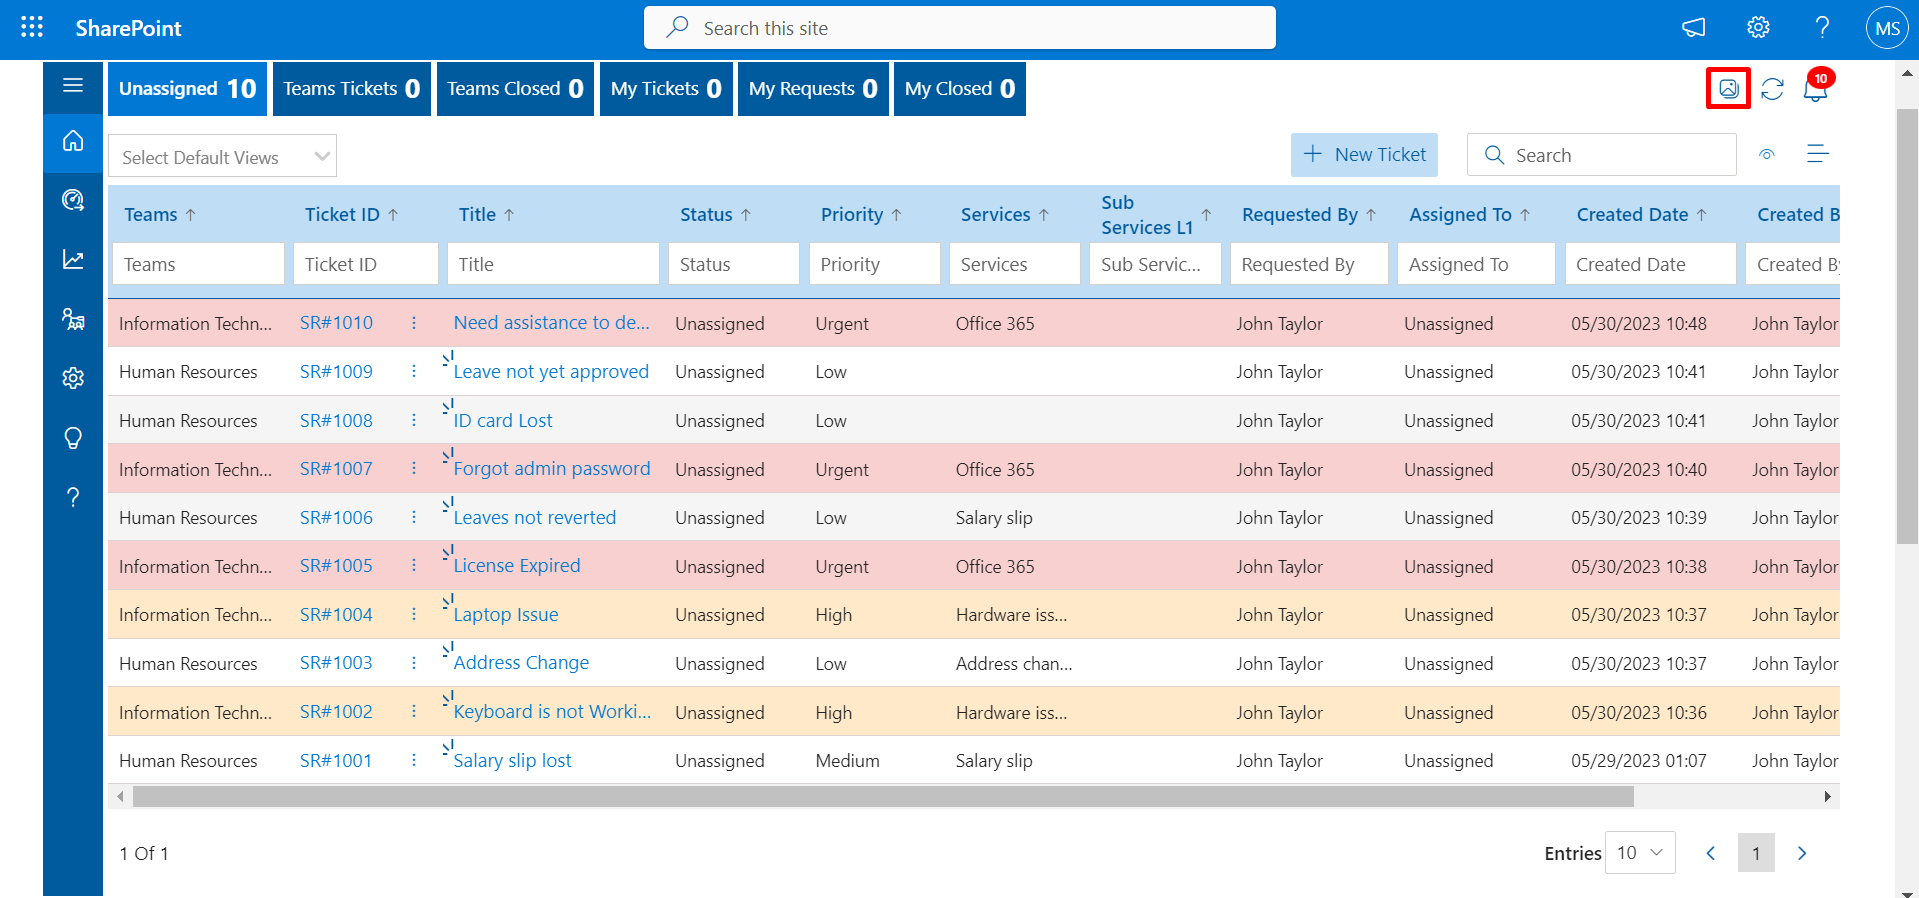 SharePoint
Search this site
MS
Unassigned 10
Teams Tickets 0
Teams Closed 0
My Tickets 0
My Requests 0
My Closed 0
10
Select Default Views
New Ticket
Search
Teams Ticket ID Title Status Priority Services Sub Services L1 Requested By Assigned To Created Date Created B
Teams Ticket ID Title Status Priority Services Sub Servic... Requested By Assigned To Created Date Created By
Information Techn... SR#1010 Need assistance to de... Unassigned Urgent Office 365 John Taylor Unassigned 05/30/2023 10:48 John Taylor
Human Resources SR#1009 Leave not yet approved Unassigned Low John Taylor Unassigned 05/30/2023 10:41 John Taylor
Human Resources SR#1008 ID card Lost Unassigned Low John Taylor Unassigned 05/30/2023 10:41 John Taylor
Information Techn... SR#1007 Forgot admin password Unassigned Urgent Office 365 John Taylor Unassigned 05/30/2023 10:40 John Taylor
Human Resources SR#1006 Leaves not reverted Unassigned Low Salary slip John Taylor Unassigned 05/30/2023 10:39 John Taylor
Information Techn... SR#1005 License Expired Unassigned Urgent Office 365 John Taylor Unassigned 05/30/2023 10:38 John Taylor
Information Techn... SR#1004 Laptop Issue Unassigned High Hardware iss... John Taylor Unassigned 05/30/2023 10:37 John Taylor
Human Resources SR#1003 Address Change Unassigned Low Address chan... John Taylor Unassigned 05/30/2023 10:37 John Taylor
Information Techn... SR#1002 Keyboard is not Worki... Unassigned High Hardware iss... John Taylor Unassigned 05/30/2023 10:36 John Taylor
Human Resources SR#1001 Salary slip lost Unassigned Medium Salary slip John Taylor Unassigned 05/29/2023 01:07 John Taylor
1 Of 1
Entries 10
1